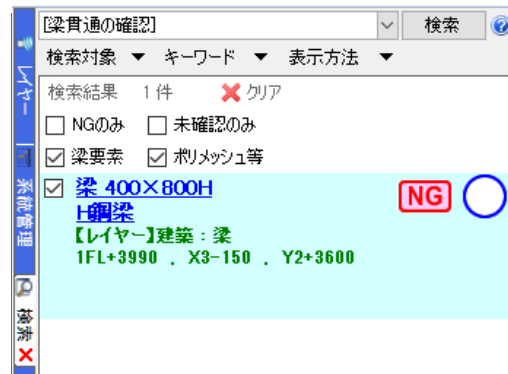 [梁貫通の確認]
検索
検索対象 ▼ キーワード ▼ 表示方法 ▼
検索結果 1件 クリア
NGのみ 未確認のみ
梁要素 ポリメッシュ等
梁 400×800H
H鋼梁
NG
【レイヤー】建築：梁
1FL+3990 . X3-150 . Y2+3600
レイヤー
系統管理
検索